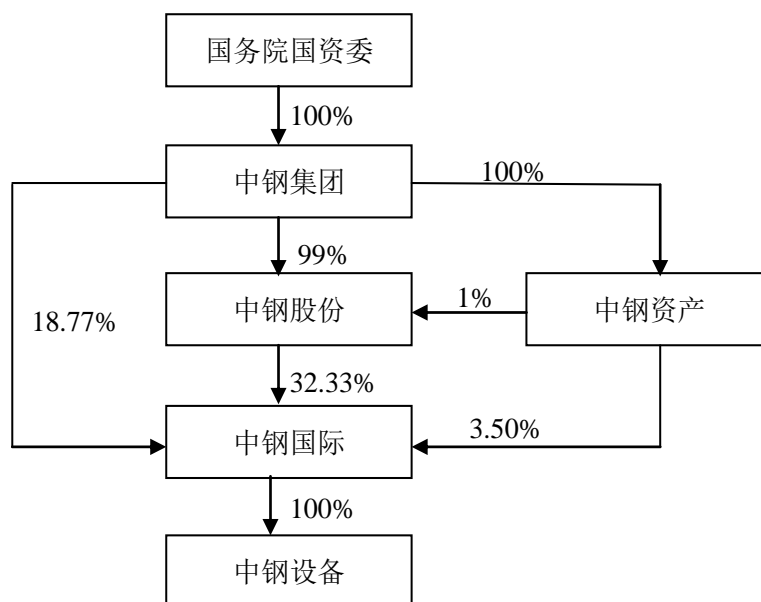 国务院国资委
100%
中钢集团
100%
99%
中钢股份
1%
中钢资产
18.77%
32.33%
中钢国际
3.50%
100%
中钢设备